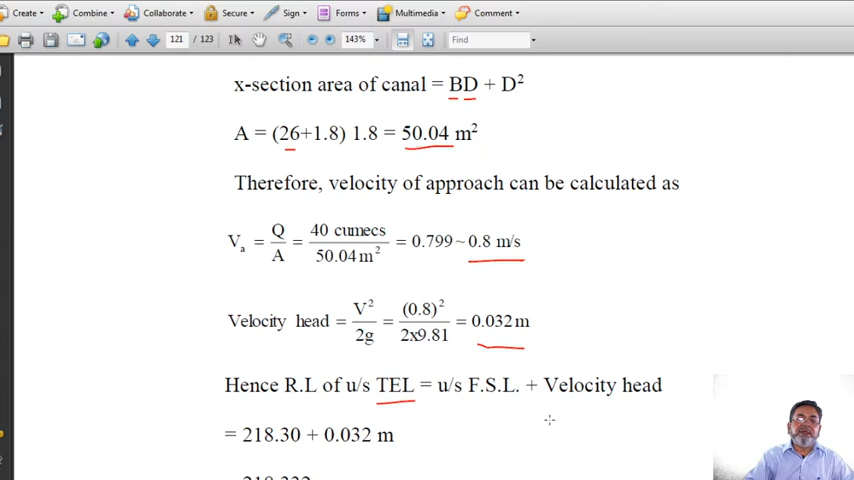 Create Combine Collaborate Secure Sign Forms Multimedia Comment
121 / 123 143% Find
x-section area of canal = BD + D²
A = (26+1.8) 1.8 = 50.04 m²
Therefore, velocity of approach can be calculated as
Vₐ = Q/A = 40 cumecs/50.04 m² = 0.799 ~ 0.8 m/s
Velocity head = V²/2g = (0.8)²/2x9.81 = 0.032 m
Hence R.L of u/s TEL = u/s F.S.L. + Velocity head
= 218.30 + 0.032 m